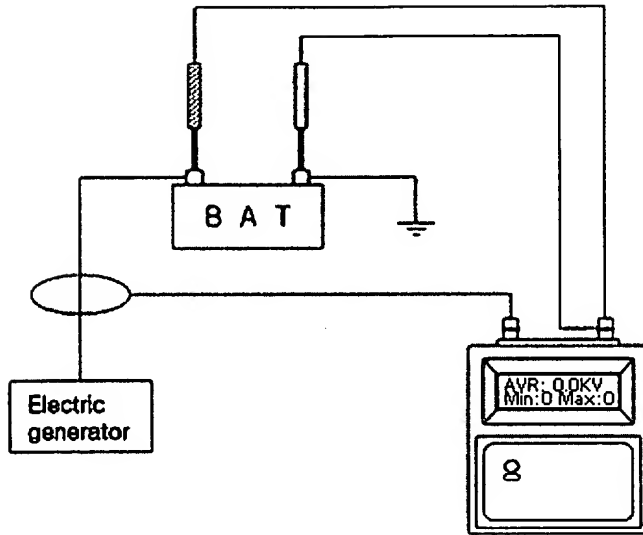 B A T
Electric
generator
AVR: 0.0KV
Min:0 Max:0